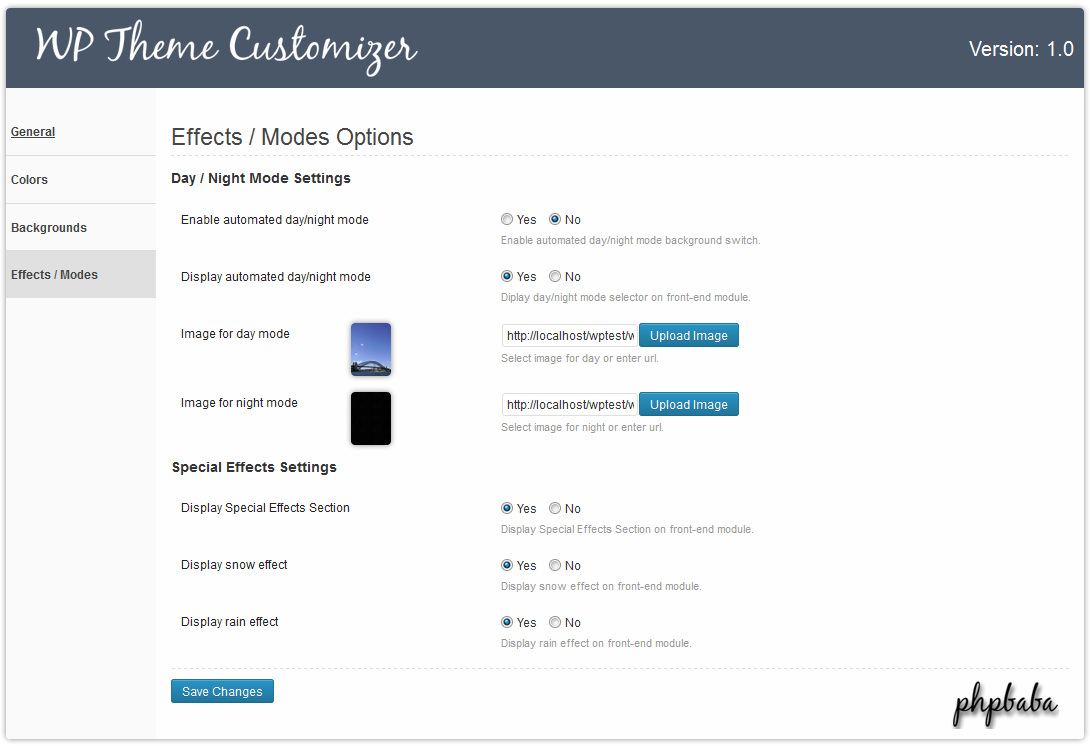 WP Theme Customizer
Version: 1.0
General
Colors
Backgrounds
Effects / Modes
Effects / Modes Options
Day / Night Mode Settings
Enable automated day/night mode
Yes No
Enable automated day/night mode background switch.
Display automated day/night mode
Yes No
Diplay day/night mode selector on front-end module.
Image for day mode
http://localhost/wptest/w
Upload Image
Select image for day or enter url.
Image for night mode
http://localhost/wptest/w
Upload Image
Select image for night or enter url.
Special Effects Settings
Display Special Effects Section
Yes No
Display Special Effects Section on front-end module.
Display snow effect
Yes No
Display snow effect on front-end module.
Display rain effect
Yes No
Display rain effect on front-end module.
Save Changes
phpbaba